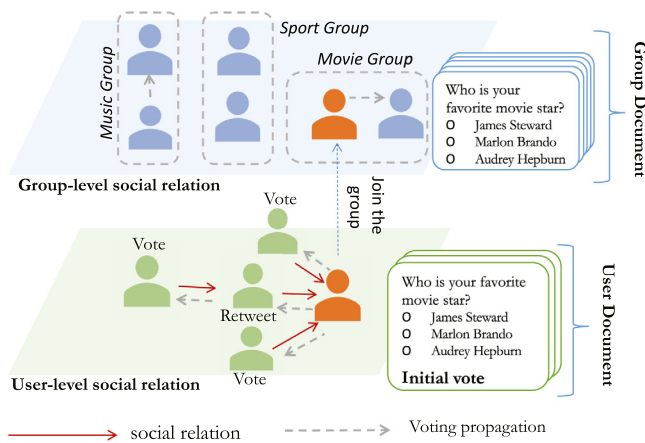 Sport Group
Movie Group
Music Group
Who is your
favorite movie star?
O James Steward
O Marlon Brando
O Audrey Hepburn
Group Document
Group-level social relation
Join the
group
Vote
Vote
Retweet
Vote
User-level social relation
Who is your favorite
movie star?
O James Steward
O Marlon Brando
O Audrey Hepburn
Initial vote
User Document
social relation
Voting propagation